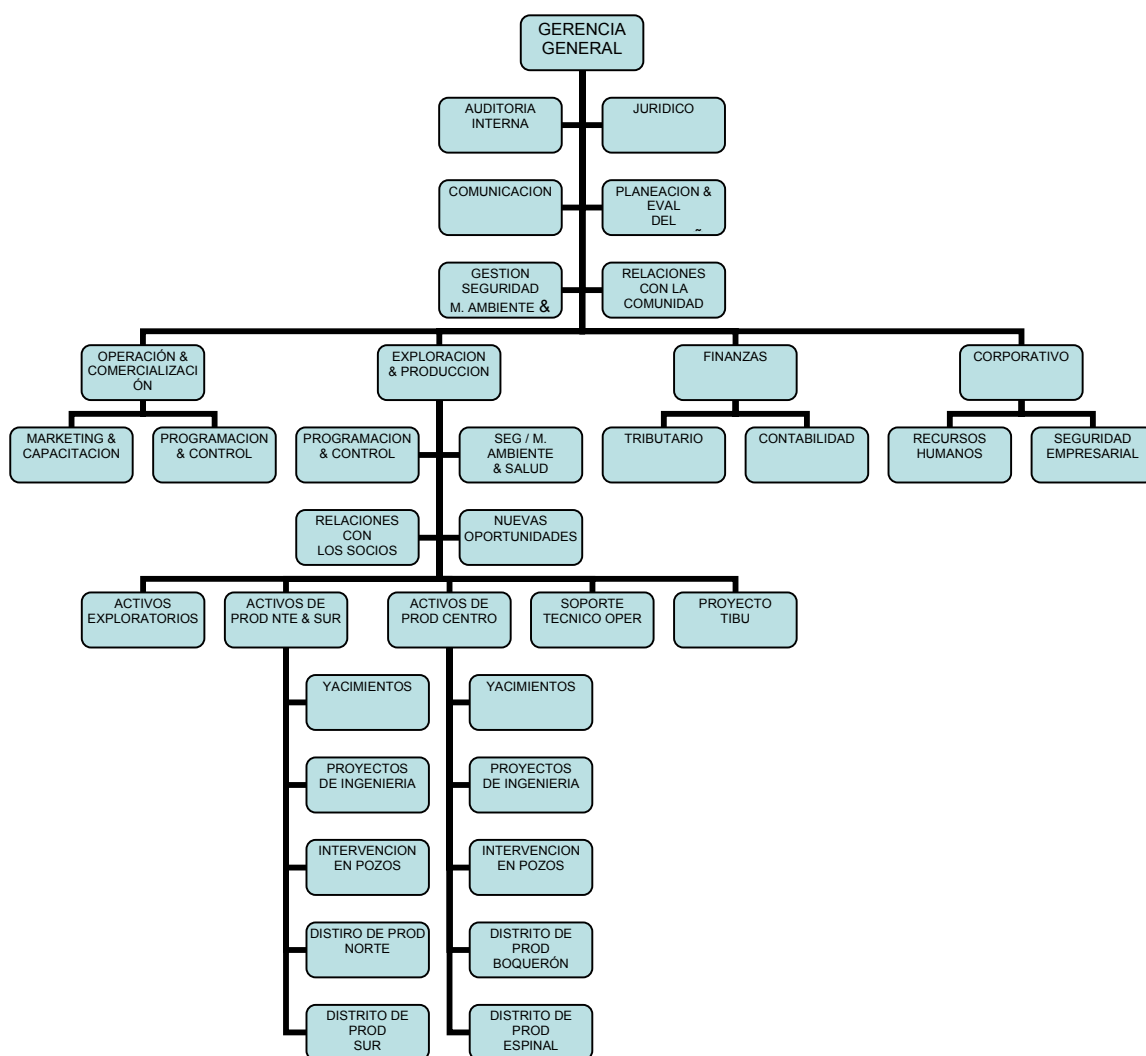 GERENCIA
GENERAL
AUDITORIA
INTERNA
JURIDICO
COMUNICACION
PLANEACION &
EVAL
DEL
GESTION
SEGURIDAD
M. AMBIENTE &
RELACIONES
CON LA
COMUNIDAD
OPERACIÓN &
COMERCIALIZACI
ÓN
EXPLORACION
& PRODUCCION
FINANZAS
CORPORATIVO
MARKETING &
CAPACITACION
PROGRAMACION
& CONTROL
PROGRAMACION
& CONTROL
SEG / M.
AMBIENTE
& SALUD
TRIBUTARIO
CONTABILIDAD
RECURSOS
HUMANOS
SEGURIDAD
EMPRESARIAL
RELACIONES
CON
LOS SOCIOS
NUEVAS
OPORTUNIDADES
ACTIVOS
EXPLORATORIOS
ACTIVOS DE
PROD NTE & SUR
ACTIVOS DE
PROD CENTRO
SOPORTE
TECNICO OPER
PROYECTO
TIBU
YACIMIENTOS
YACIMIENTOS
PROYECTOS
DE INGENIERIA
PROYECTOS
DE INGENIERIA
INTERVENCION
EN POZOS
INTERVENCION
EN POZOS
DISTIRO DE PROD
NORTE
DISTRITO DE
PROD
BOQUERÓN
DISTRITO DE
PROD
SUR
DISTRITO DE
PROD
ESPINAL